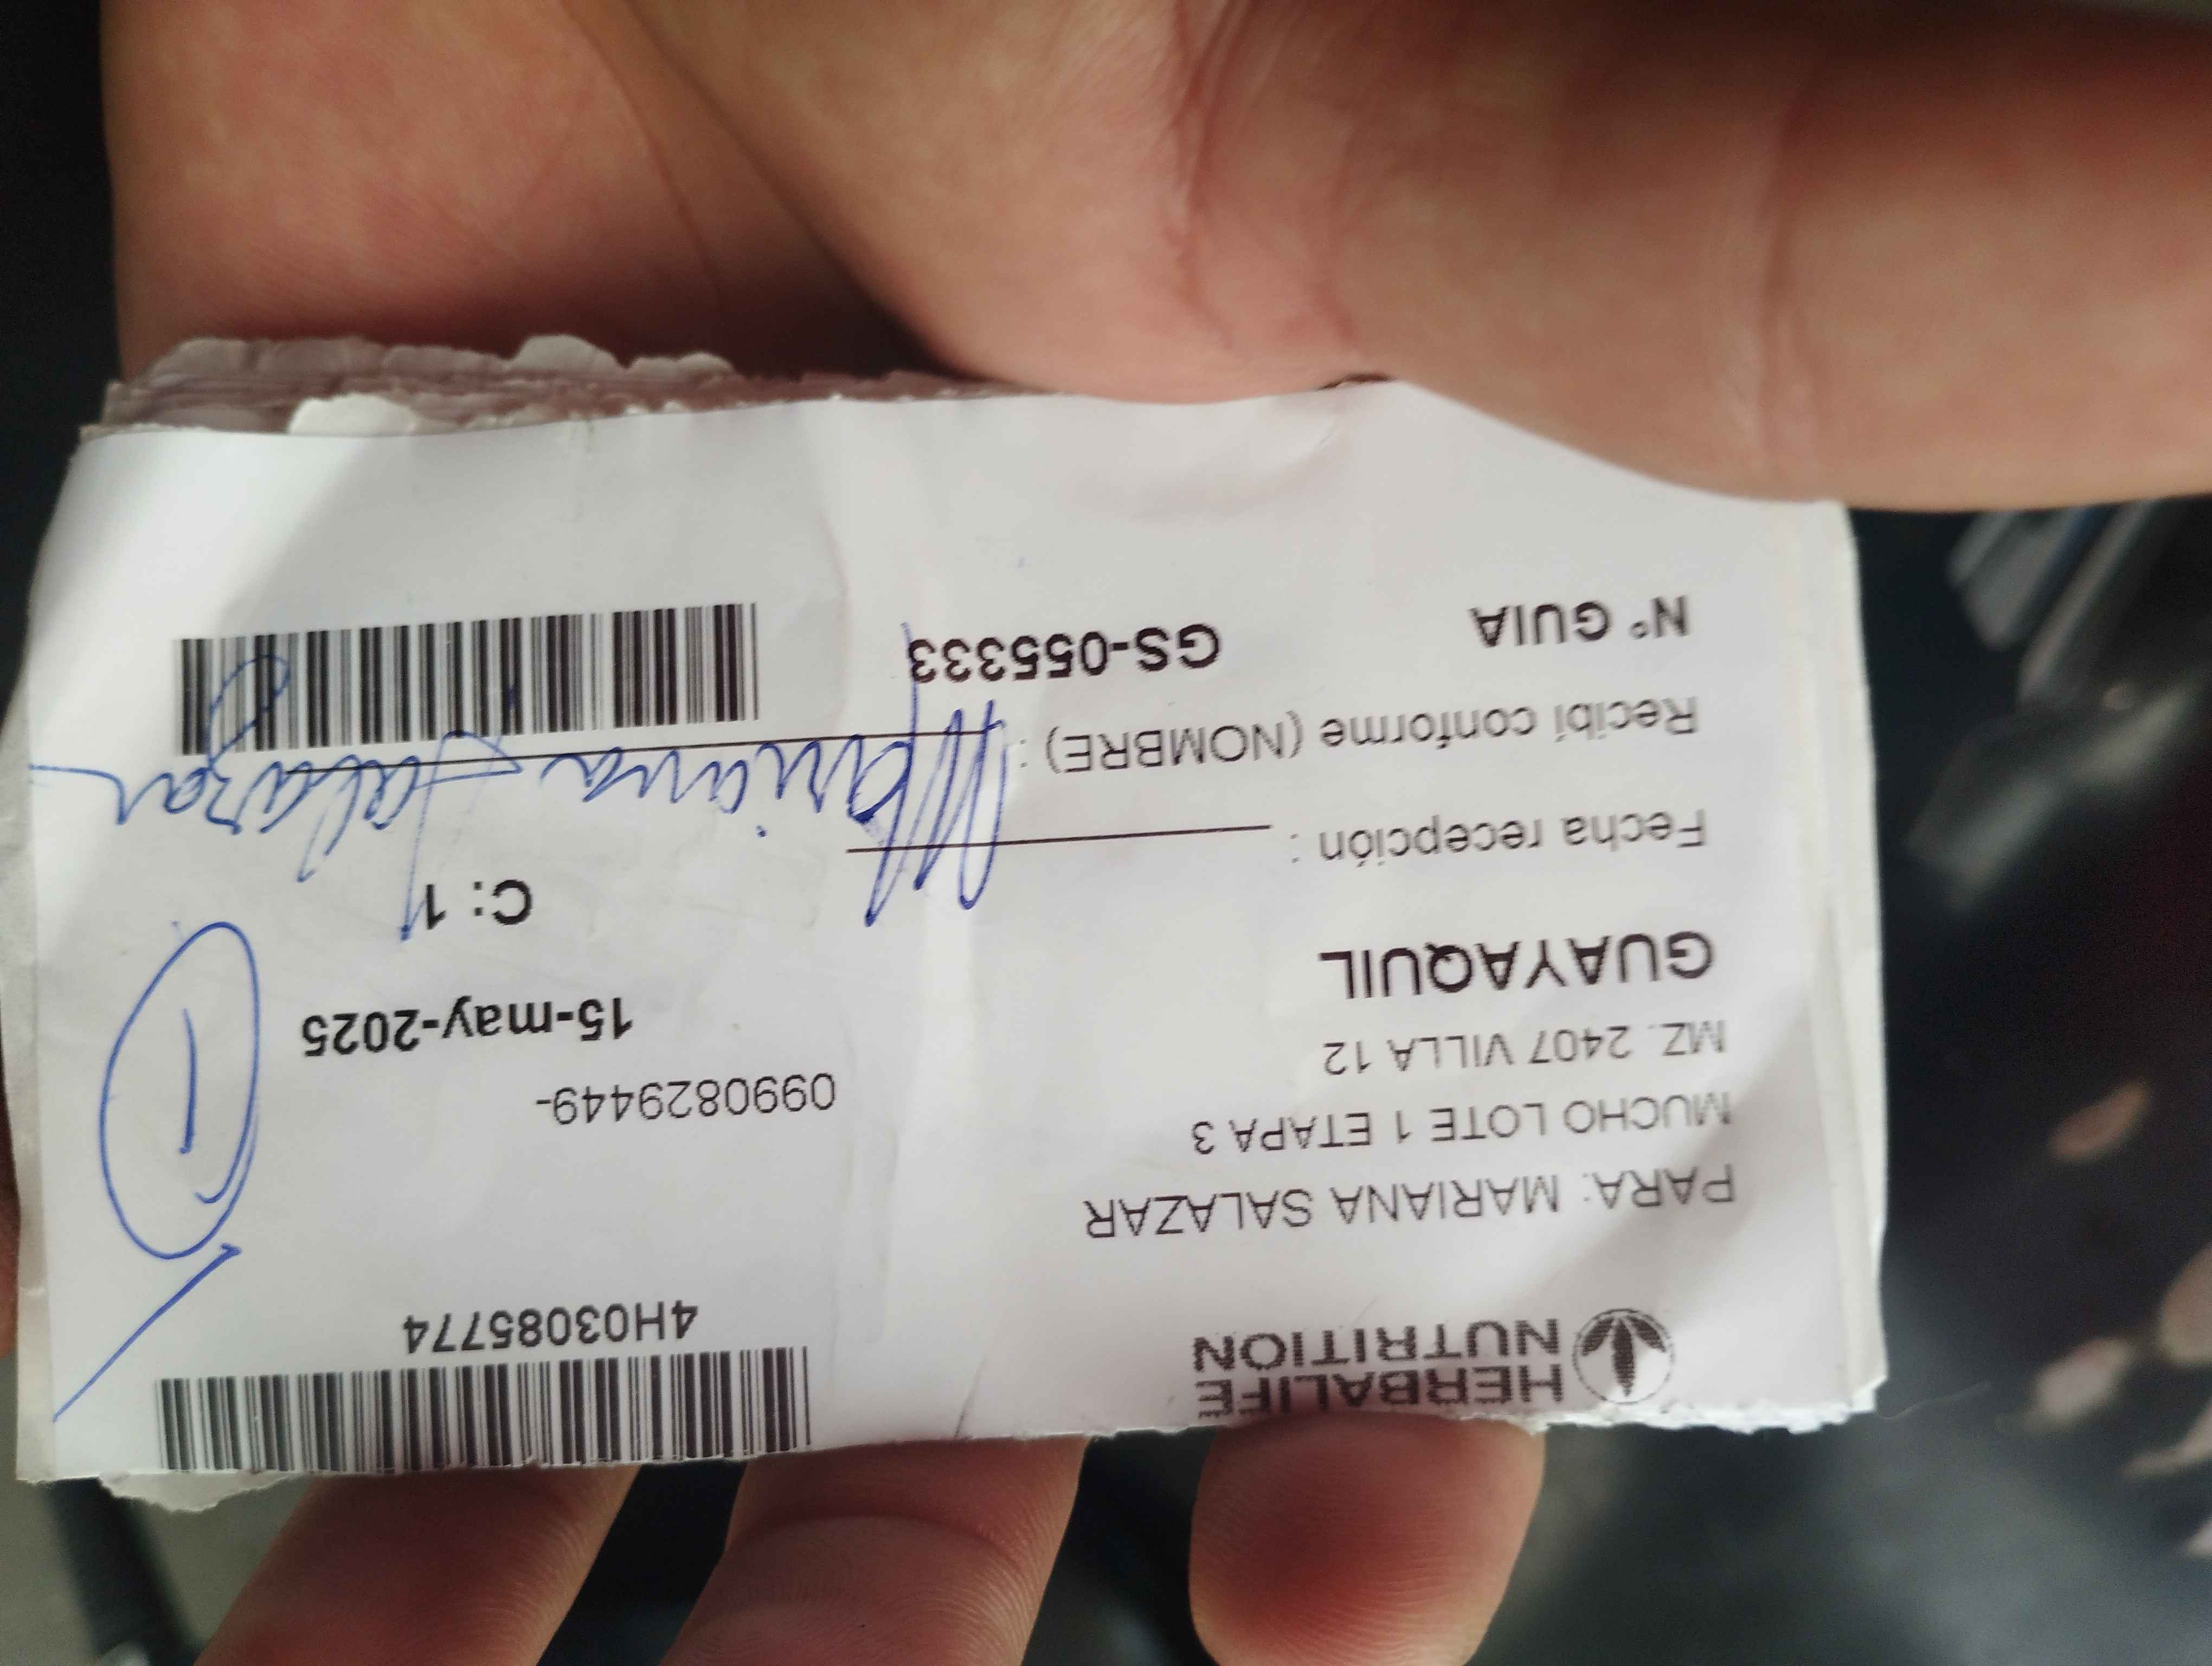 HERBALIFE
NUTRITION
4H03085774
PARA: MARIANA SALAZAR
MUCHO LOTE 1 ETAPA 3
0990829449-
MZ. 2407 VILLA 12
15-may-2025
GUAYAQUIL
C: 1
1
Fecha recepción :
Recibí conforme (NOMBRE) : Mariana Salazar
Nº GUIA GS-055333